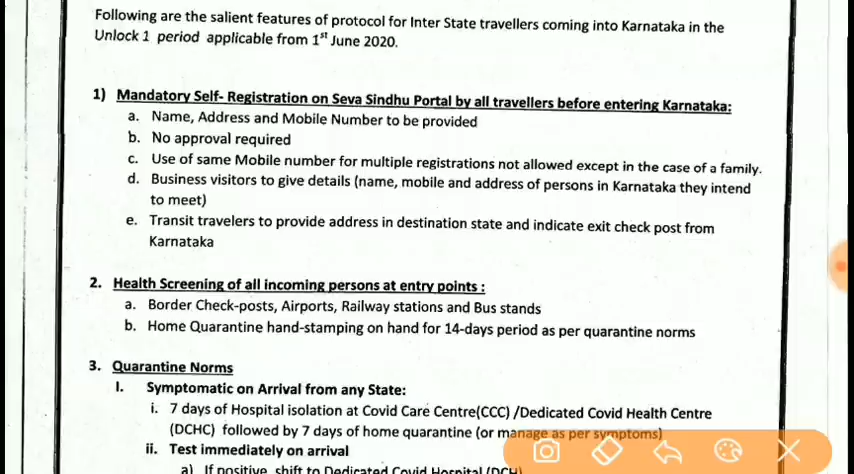 Following are the salient features of protocol for Inter State travellers coming into Karnataka in the
Unlock 1 period applicable from 1st June 2020.
1) Mandatory Self- Registration on Seva Sindhu Portal by all travellers before entering Karnataka:
a. Name, Address and Mobile Number to be provided
b. No approval required
c. Use of same Mobile number for multiple registrations not allowed except in the case of a family.
d. Business visitors to give details (name, mobile and address of persons in Karnataka they intend
to meet)
e. Transit travelers to provide address in destination state and indicate exit check post from
Karnataka
2. Health Screening of all incoming persons at entry points :
a. Border Check-posts, Airports, Railway stations and Bus stands
b. Home Quarantine hand-stamping on hand for 14-days period as per quarantine norms
3. Quarantine Norms
I. Symptomatic on Arrival from any State:
i. 7 days of Hospital isolation at Covid Care Centre(CCC) /Dedicated Covid Health Centre
(DCHC) followed by 7 days of home quarantine (or manage as per symptoms)
ii. Test immediately on arrival
a) If positive, shift to Dedicated Covid Hospital (DCH)